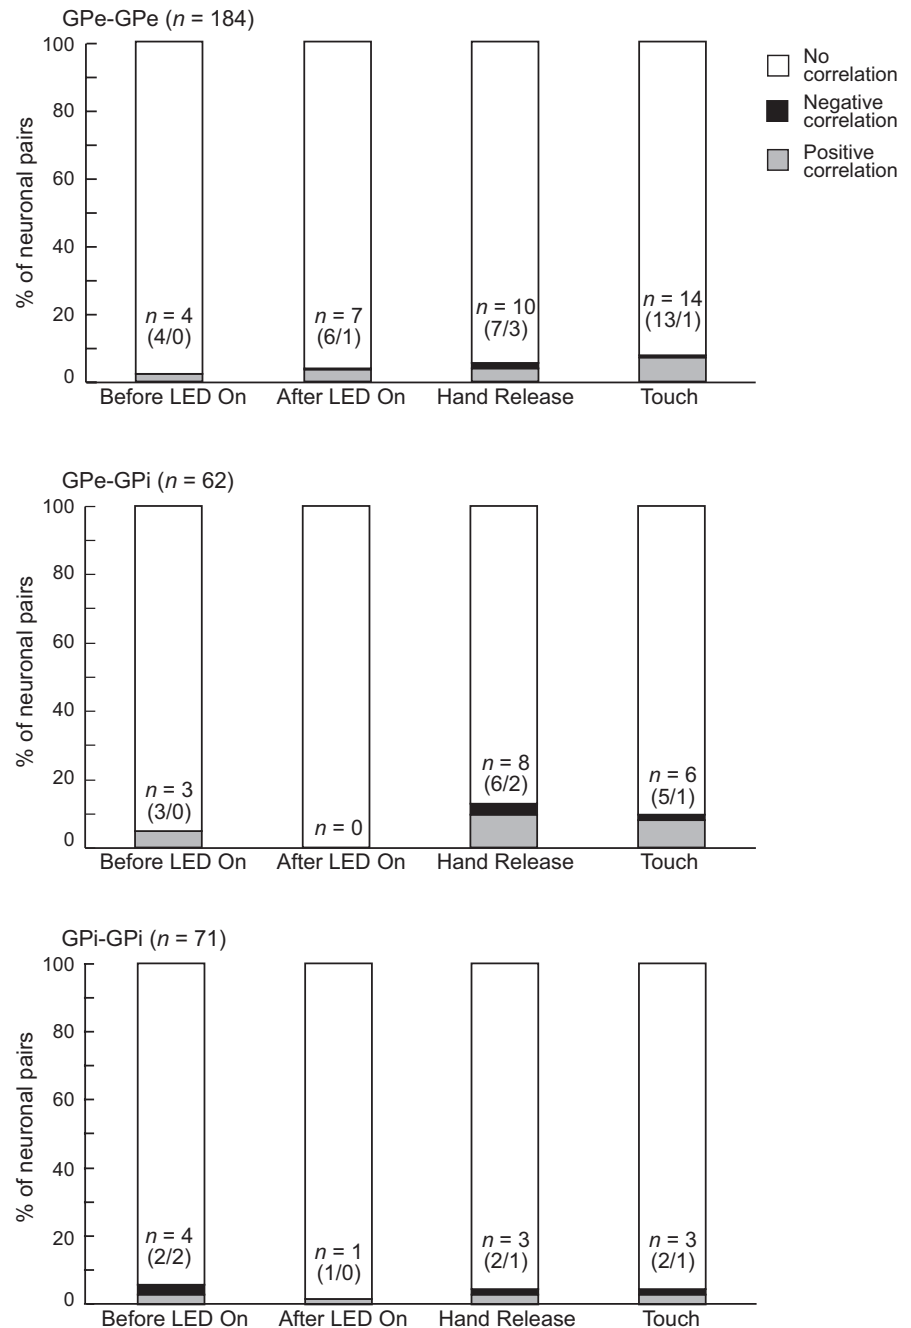 GPe-GPe (n = 184)
100
80
60
40
20
0
% of neuronal pairs
n = 4
(4/0)
n = 7
(6/1)
n = 10
(7/3)
n = 14
(13/1)
Before LED On
After LED On
Hand Release
Touch
No
correlation
Negative
correlation
Positive
correlation
GPe-GPi (n = 62)
100
80
60
40
20
0
% of neuronal pairs
n = 3
(3/0)
n = 0
n = 8
(6/2)
n = 6
(5/1)
Before LED On
After LED On
Hand Release
Touch
GPi-GPi (n = 71)
100
80
60
40
20
0
% of neuronal pairs
n = 4
(2/2)
n = 1
(1/0)
n = 3
(2/1)
n = 3
(2/1)
Before LED On
After LED On
Hand Release
Touch